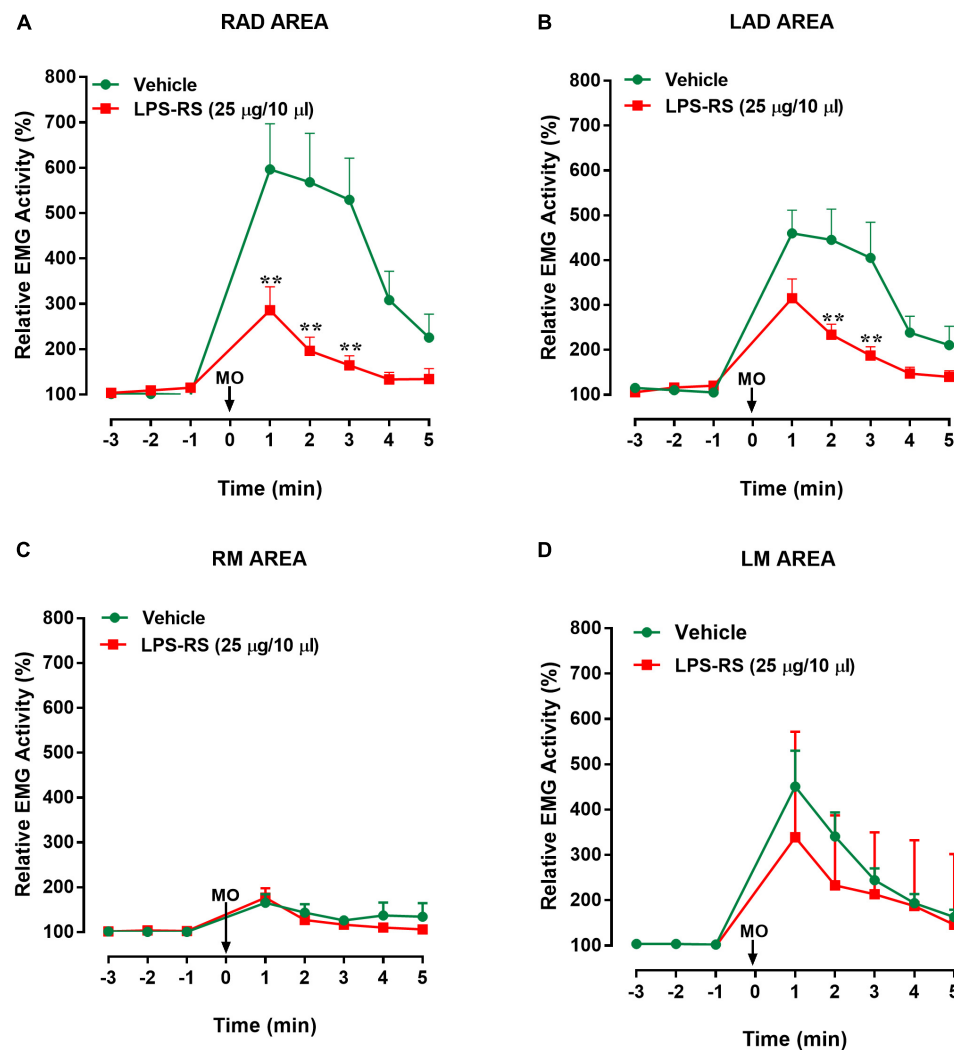 A
RAD AREA
Relative EMG Activity (%)
800
700
600
500
400
300
200
100
Vehicle
LPS-RS (25 μg/10 μl)
**
**
**
MO
-3 -2 -1 0 1 2 3 4 5
Time (min)
B
LAD AREA
Relative EMG Activity (%)
800
700
600
500
400
300
200
100
Vehicle
LPS-RS (25 μg/10 μl)
**
**
MO
-3 -2 -1 0 1 2 3 4 5
Time (min)
C
RM AREA
Relative EMG Activity (%)
800
700
600
500
400
300
200
100
Vehicle
LPS-RS (25 μg/10 μl)
MO
-3 -2 -1 0 1 2 3 4 5
Time (min)
D
LM AREA
Relative EMG Activity (%)
800
700
600
500
400
300
200
100
Vehicle
LPS-RS (25 μg/10 μl)
MO
-3 -2 -1 0 1 2 3 4 5
Time (min)